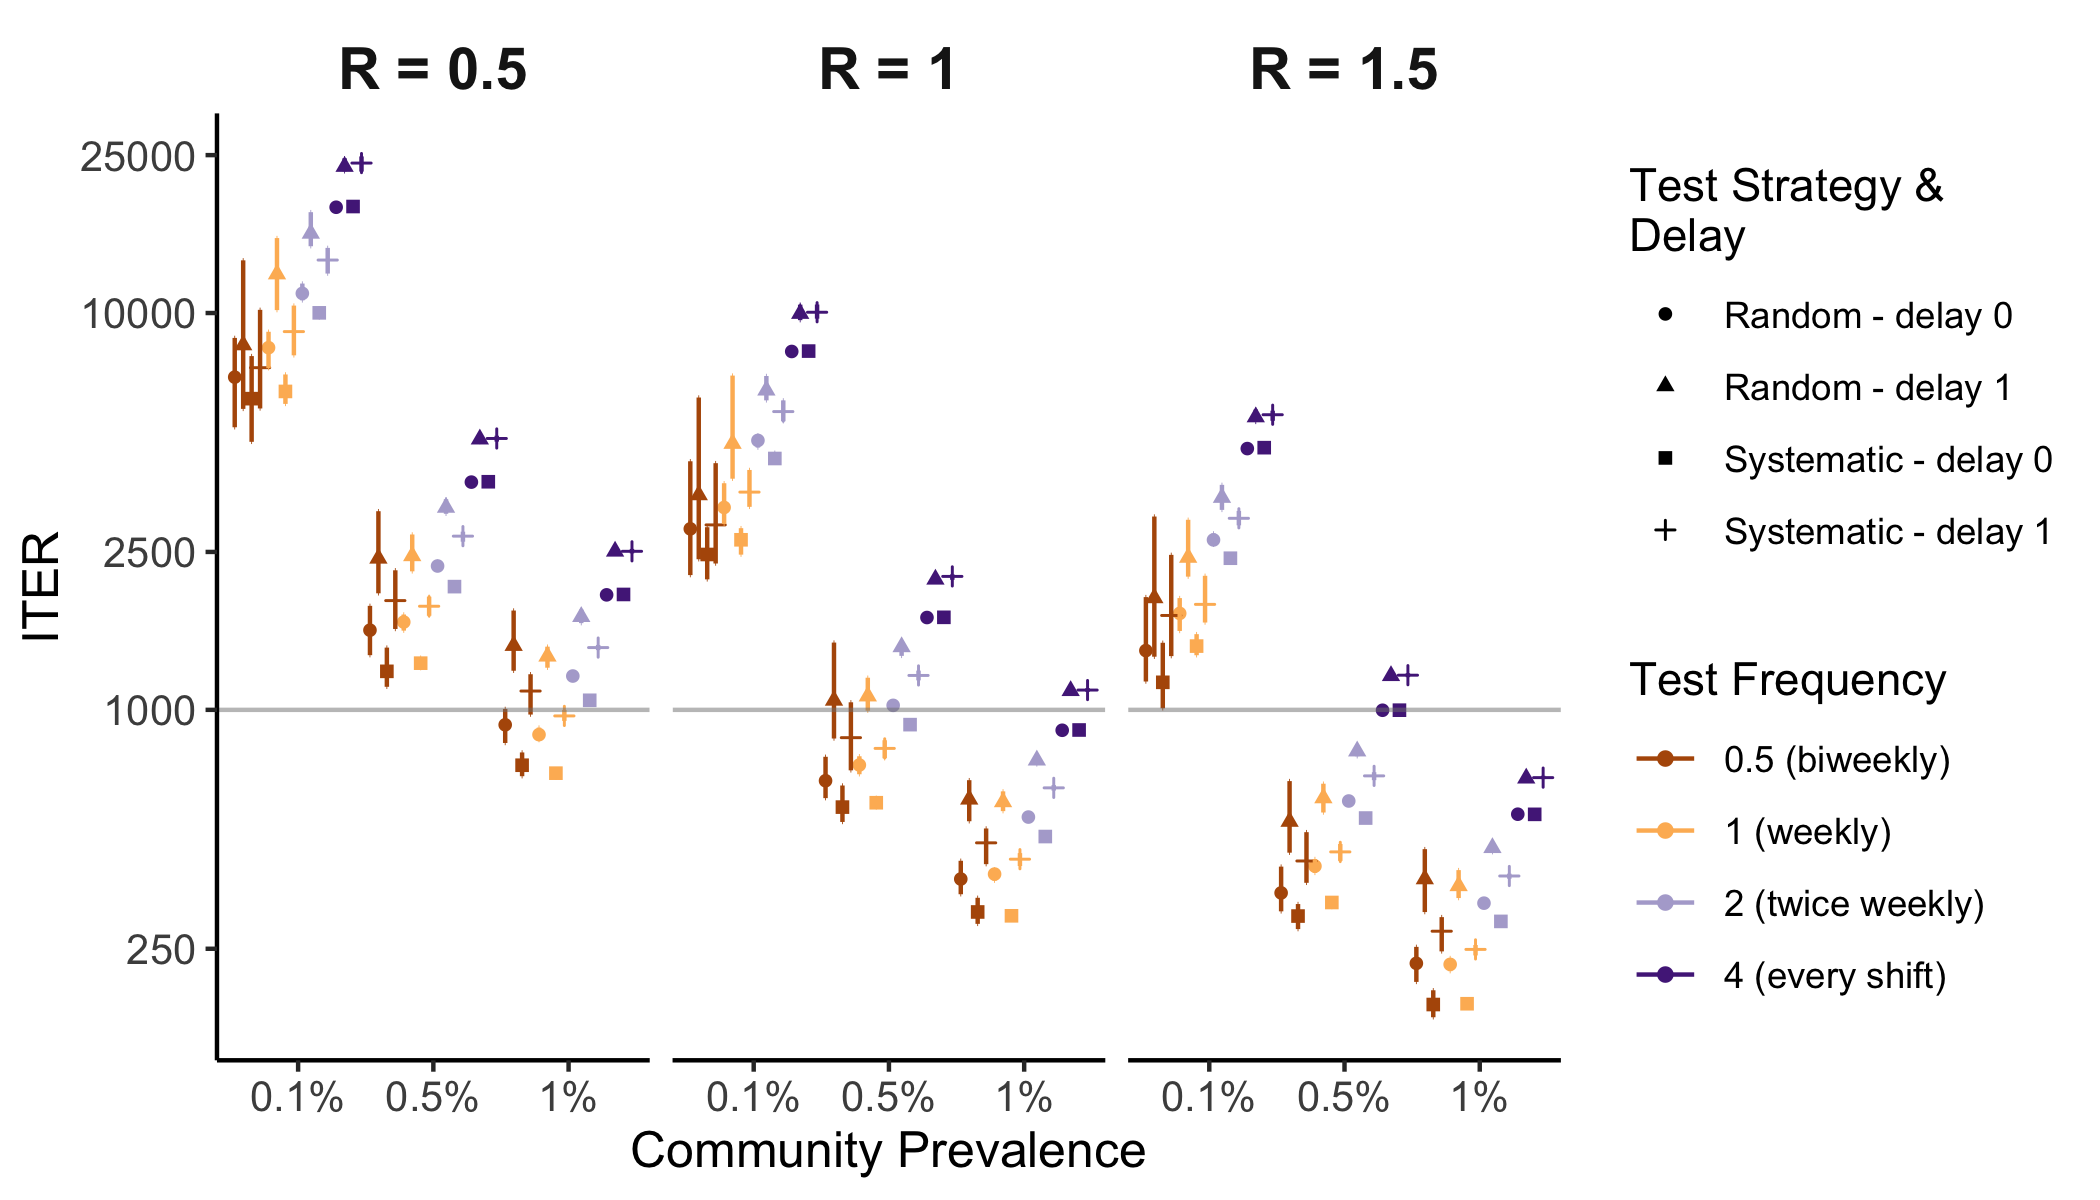 R = 0.5
R = 1
R = 1.5
25000
10000
2500
1000
250
ITER
0.1%
0.5%
1%
0.1%
0.5%
1%
0.1%
0.5%
1%
Community Prevalence
Test Strategy &
Delay
Random - delay 0
Random - delay 1
Systematic - delay 0
Systematic - delay 1
Test Frequency
0.5 (biweekly)
1 (weekly)
2 (twice weekly)
4 (every shift)